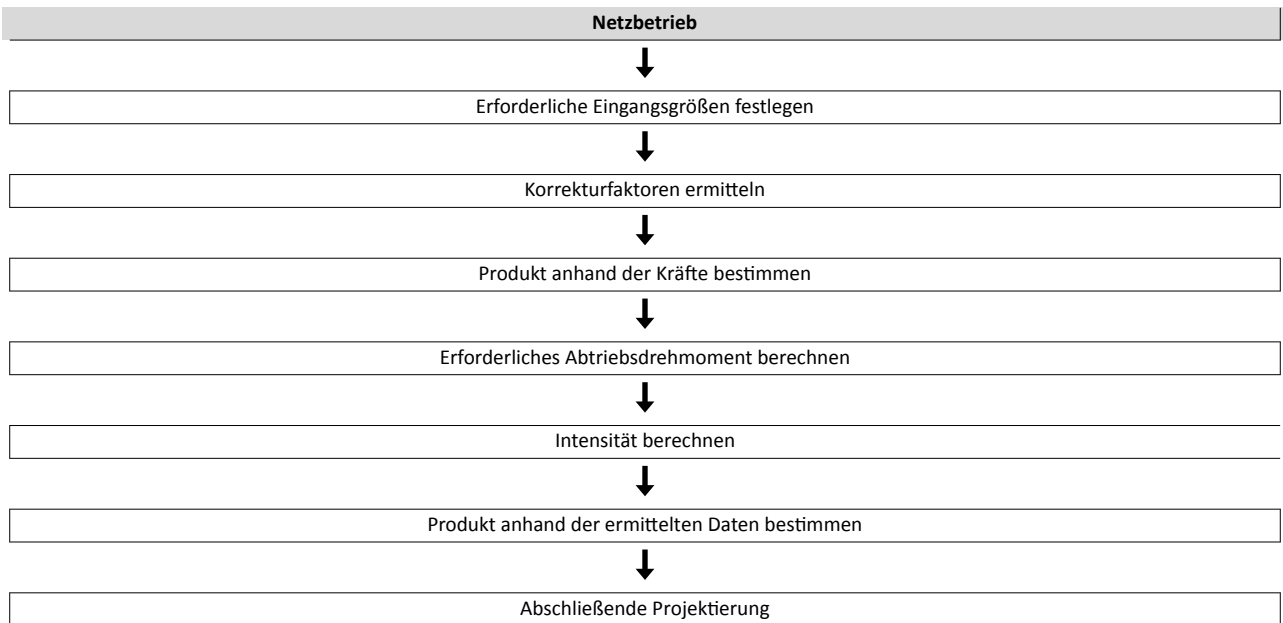 Netzbetrieb
Erforderliche Eingangsgrößen festlegen
Korrekturfaktoren ermitteln
Produkt anhand der Kräfte bestimmen
Erforderliches Abtriebsdrehmoment berechnen
Intensität berechnen
Produkt anhand der ermittelten Daten bestimmen
Abschließende Projektierung